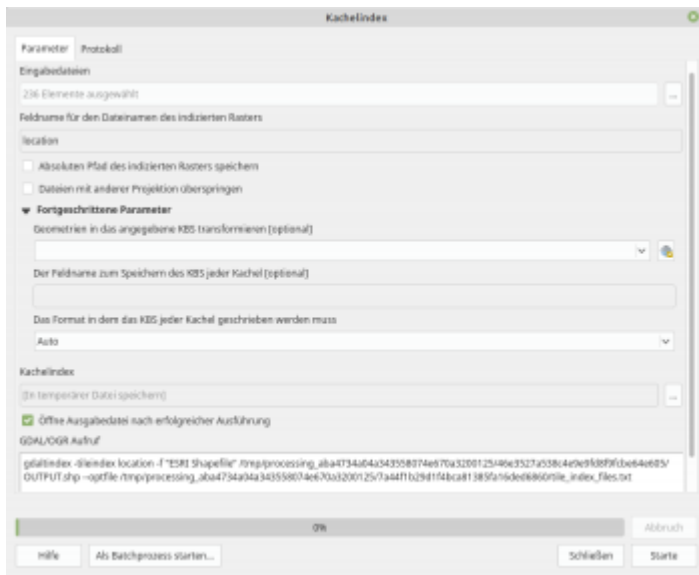 Kachelindex
Parameter Protokoll
Eingabedateien
236 Elemente ausgewählt
...
Feldname für den Dateinamen des indizierten Rasters
location
Absoluten Pfad des indizierten Rasters speichern
Dateien mit anderer Projektion überspringen
Fortgeschrittene Parameter
Geometrien in das angegebene KBS transformieren [optional]
Der Feldname zum Speichern des KBS jeder Kachel [optional]
Das Format in dem das KBS jeder Kachel geschrieben werden muss
Auto
Kachelindex
[In temporärer Datei speichern]
...
Öffne Ausgabedatei nach erfolgreicher Ausführung
GDAL/OGR Aufruf
gdaltindex -tileindex location -f "ESRI Shapefile"
OUTPUT.shp --optfile
0%
Abbruch
Hilfe Als Batchprozess starten... Schließen Starte